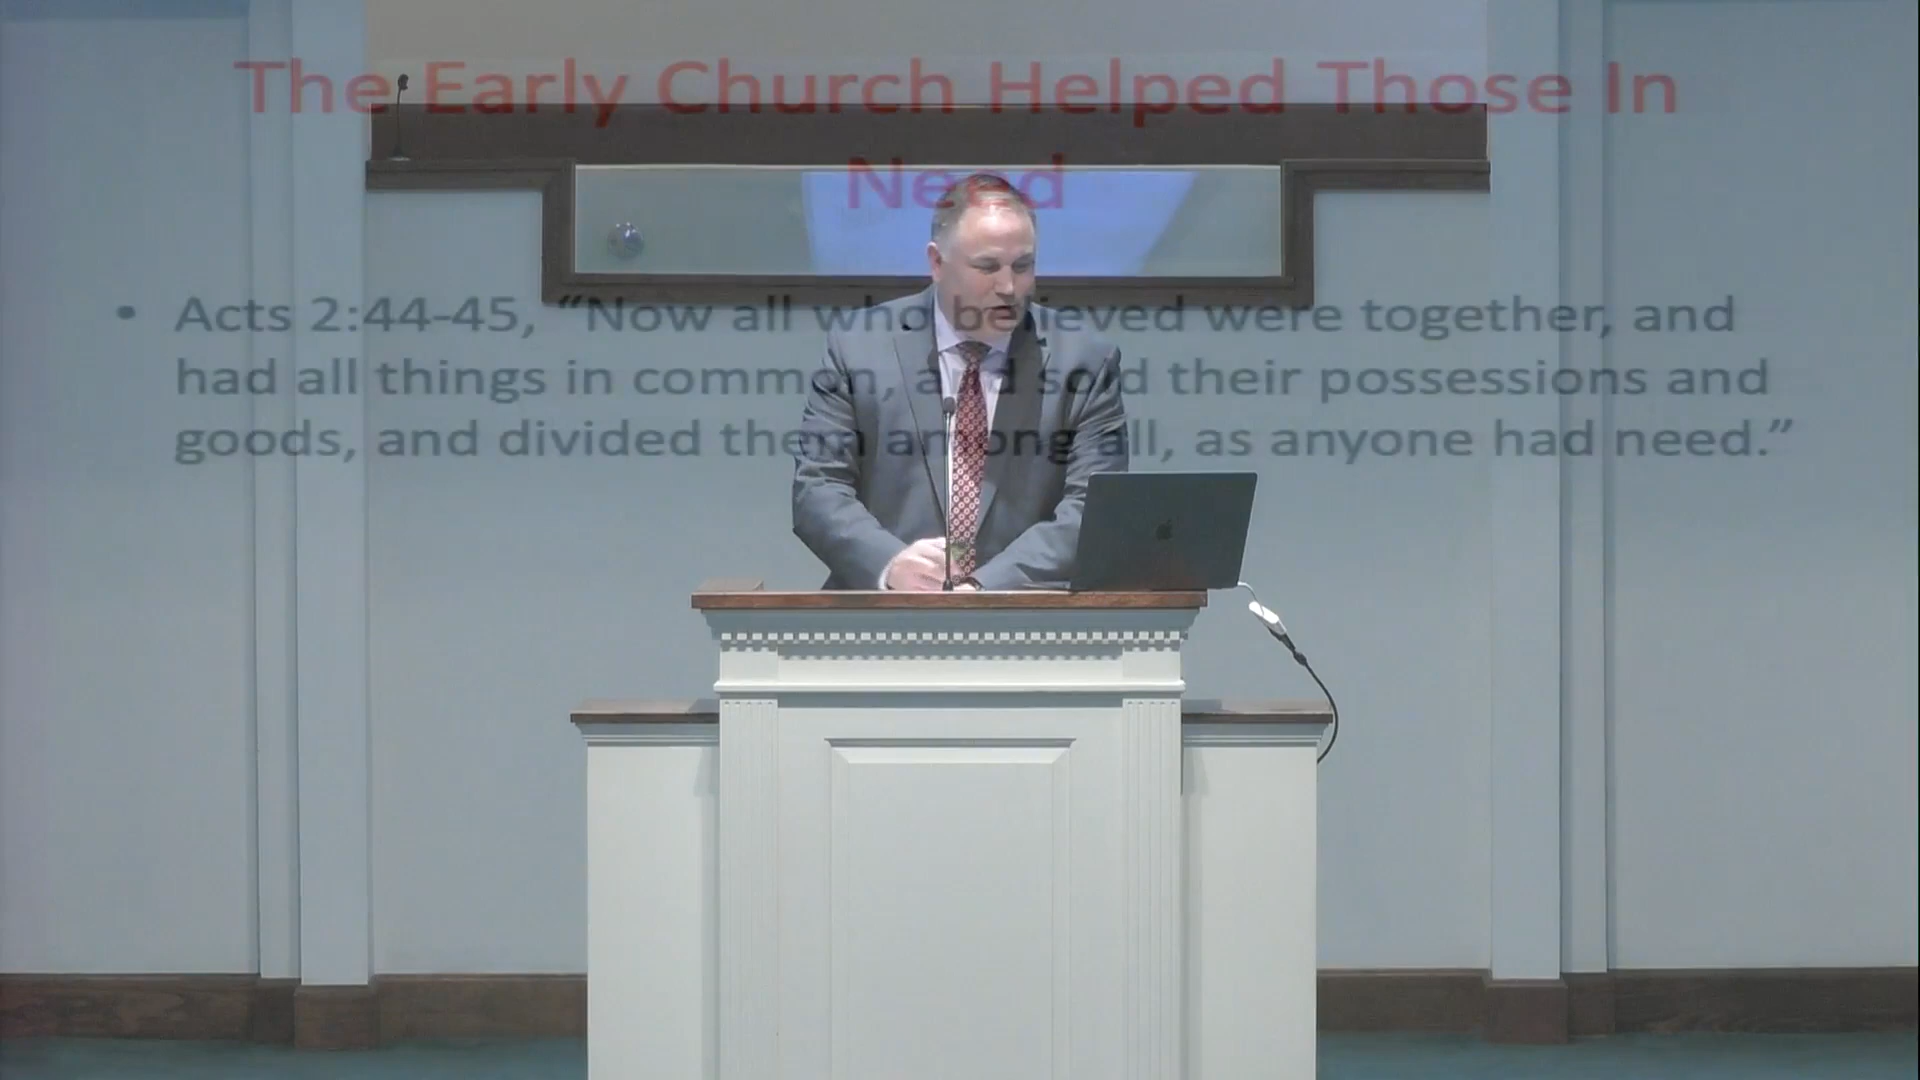 The Early Church Helped Those In
Need
• Acts 2:44-45, “Now all who believed were together, and
had all things in common, and sold their possessions and
goods, and divided them among all, as anyone had need.”